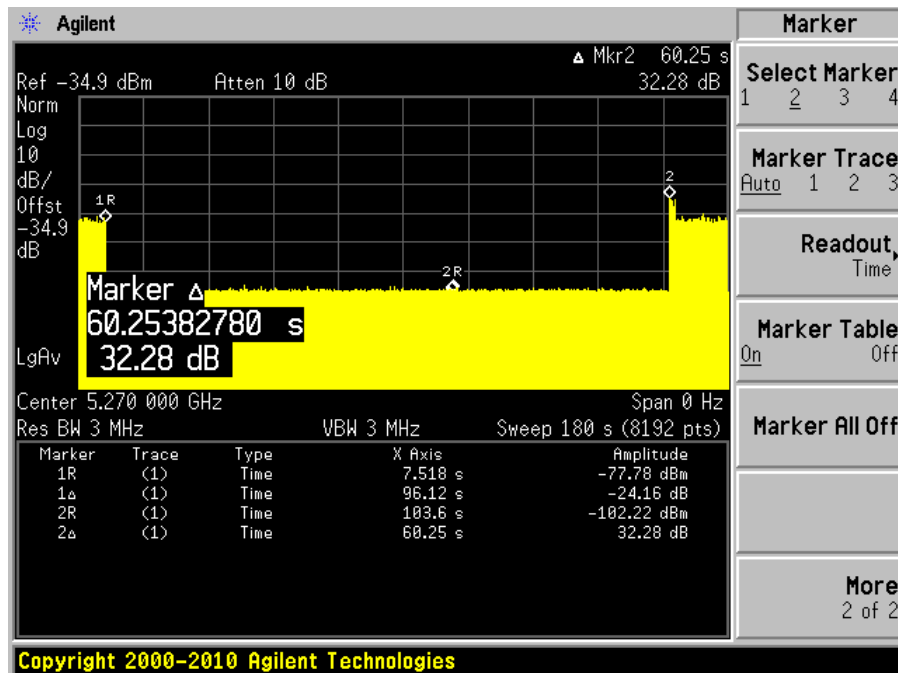 Agilent
Marker
Δ Mkr2 60.25 s
Ref -34.9 dBm Atten 10 dB 32.28 dB
Norm
Log
10
dB/
Offst
-34.9
dB
1R
2
2R
Marker Δ
60.25382780 s
32.28 dB
LgAv
Center 5.270 000 GHz Span 0 Hz
Res BW 3 MHz VBW 3 MHz Sweep 180 s (8192 pts)
Marker Trace Type X Axis Amplitude
1R (1) Time 7.518 s -77.78 dBm
1Δ (1) Time 96.12 s -24.16 dB
2R (1) Time 103.6 s -102.22 dBm
2Δ (1) Time 60.25 s 32.28 dB
Select Marker
1 2 3 4
Marker Trace
Auto 1 2 3
Readout
Time
Marker Table
On Off
Marker All Off
More
2 of 2
Copyright 2000-2010 Agilent Technologies